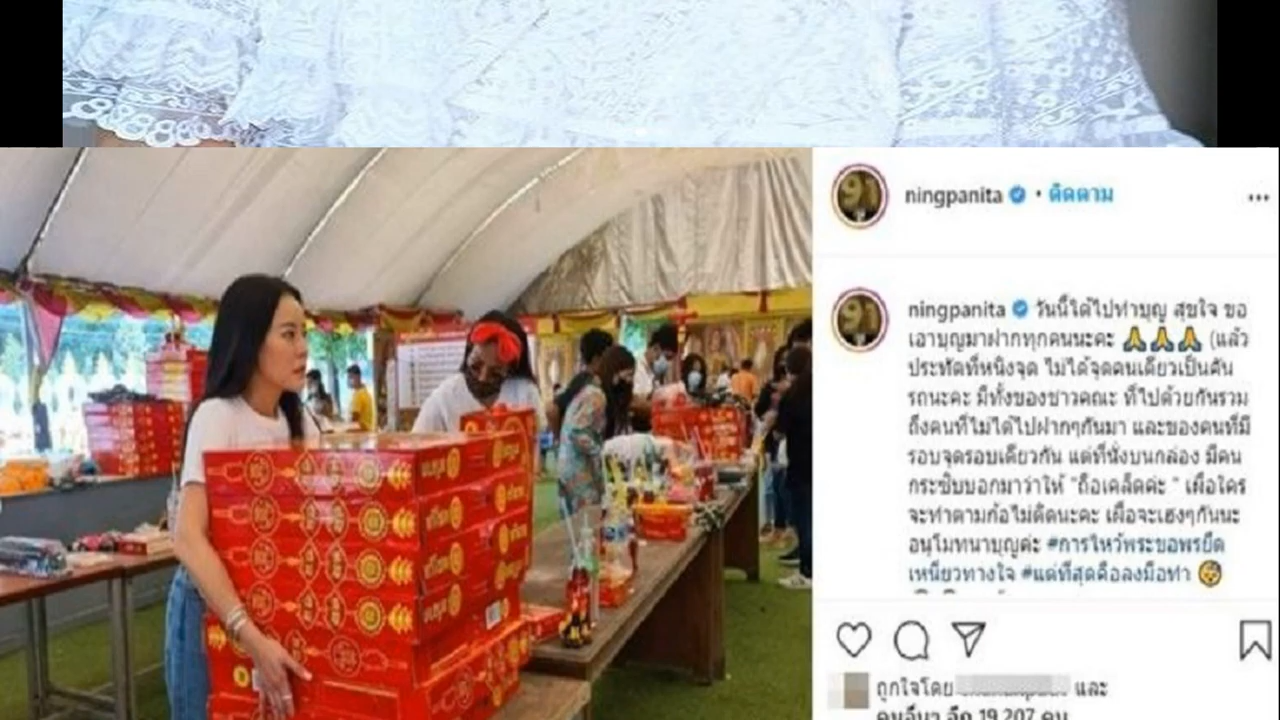 ningpanita • ติดตาม
ningpanita วันนี้ได้ไปทำบุญ สุขใจ ขอ
เอาบุญมาฝากทุกคนนะคะ 🙏🙏🙏 (แล้ว
ประทัดที่หนิงจุด ไม่ได้จุดคนเดียวเป็นคัน
รถนะคะ มีทั้งของชาวคณะ ที่ไปด้วยกันรวม
ถึงคนที่ไม่ได้ไปฝากๆกันมา และของคนที่มี
รอบจุดรอบเดียวกัน แต่ที่นั่งบนกล่อง มีคน
กระซิบบอกมาว่าให้ "ถือเคล็ดค่ะ " เผื่อใคร
จะทำตามก้อไม่ติดนะคะ เผื่อจะเฮงๆกันนะ
อนุโมทนาบุญค่ะ #การไหว้พระขอพรยึด
เหนี่ยวทางใจ #แต่ที่สุดคือลงมือทำ 🤯
ถูกใจโดย และ
คนอื่นๆ อีก 19,207 คน